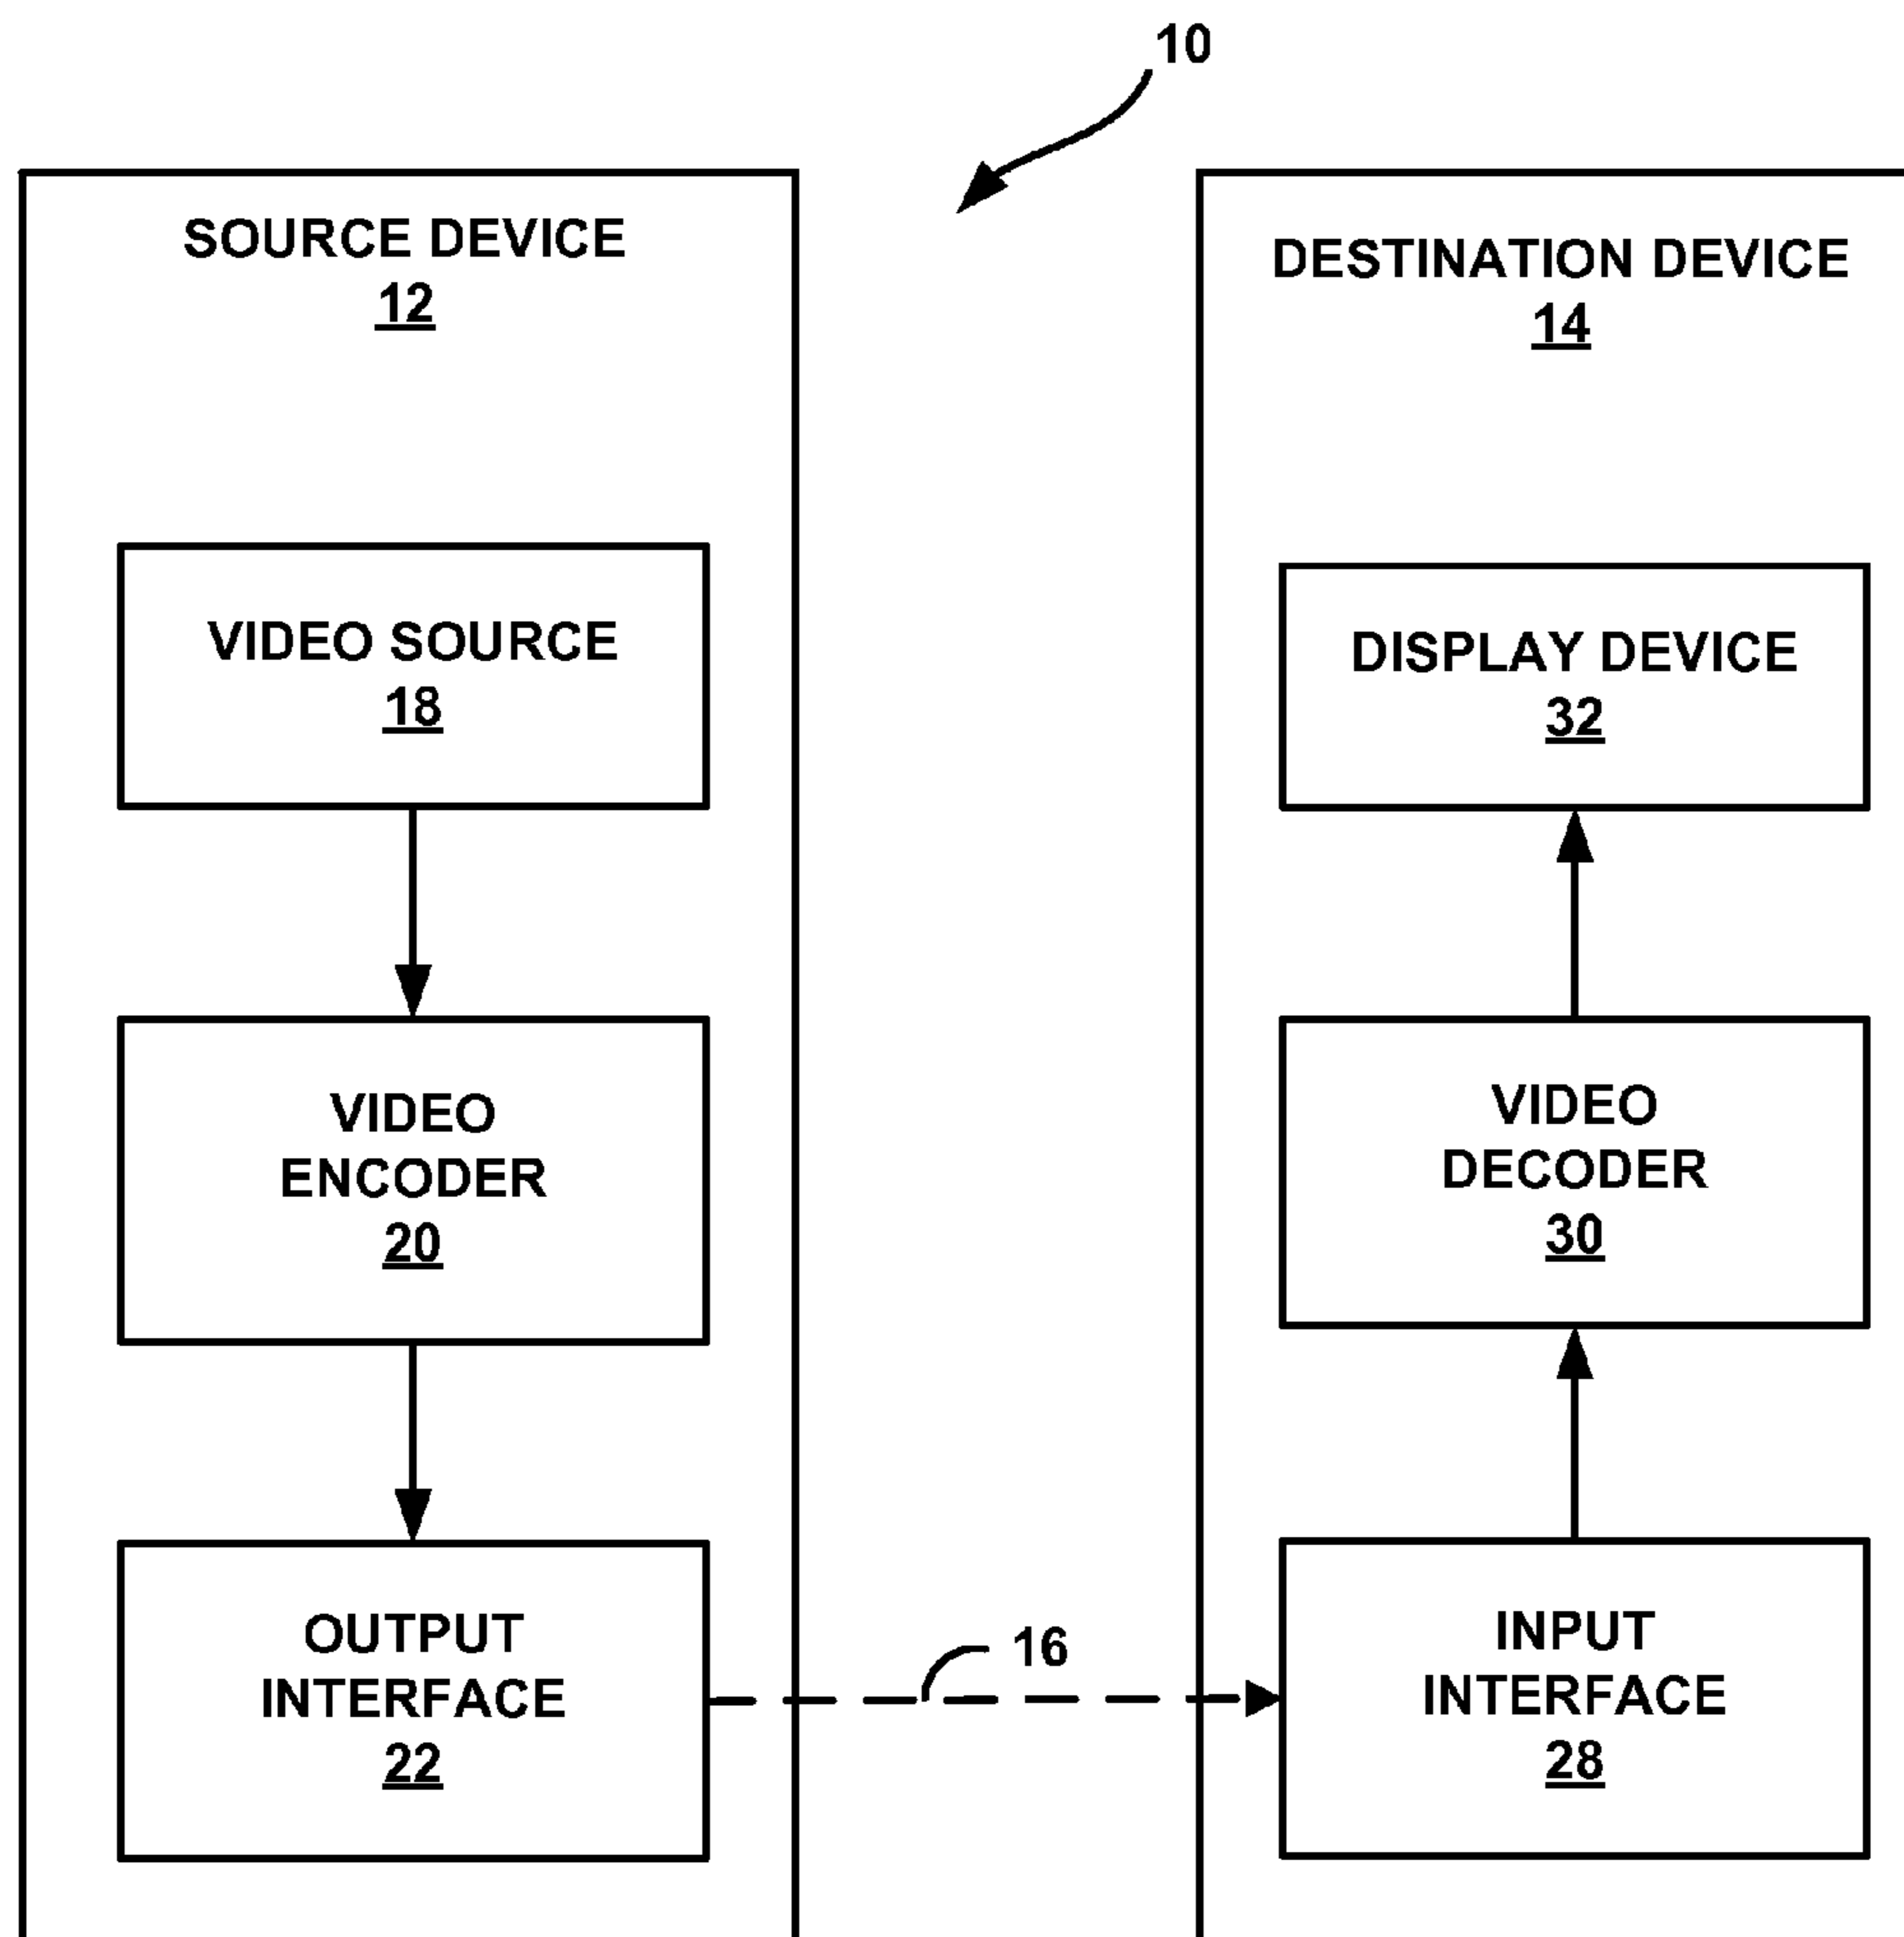 10
SOURCE DEVICE
12
VIDEO SOURCE
18
VIDEO
ENCODER
20
OUTPUT
INTERFACE
22
16
DESTINATION DEVICE
14
DISPLAY DEVICE
32
VIDEO
DECODER
30
INPUT
INTERFACE
28